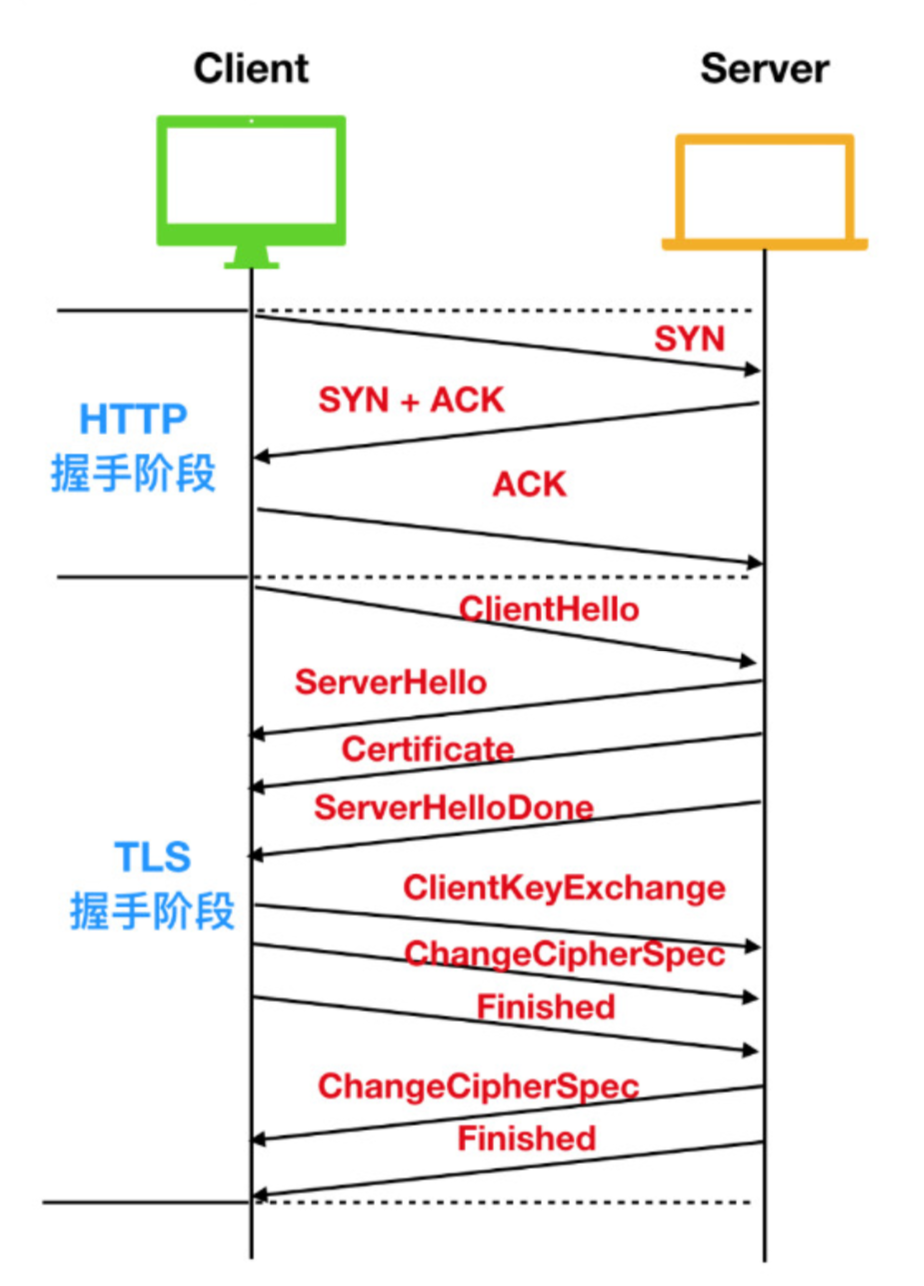 Client
Server
SYN
SYN + ACK
HTTP
握手阶段
ACK
ClientHello
ServerHello
Certificate
ServerHelloDone
TLS
握手阶段
ClientKeyExchange
ChangeCipherSpec
Finished
ChangeCipherSpec
Finished